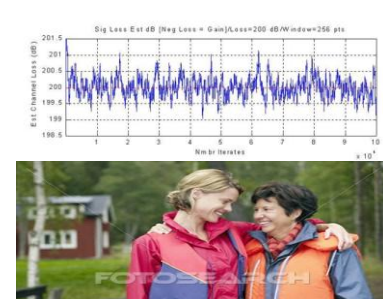 Sig Loss Est dB [Neg Loss = Gain]/Loss=200 dB/Window=256 pts
201.5
201
200.5
200
199.5
199
198.5
Est Channel Loss (dB)
1 2 3 4 5 6 7 8 9 10
Nmbr Iterates
x 10
FOTOSEARCH